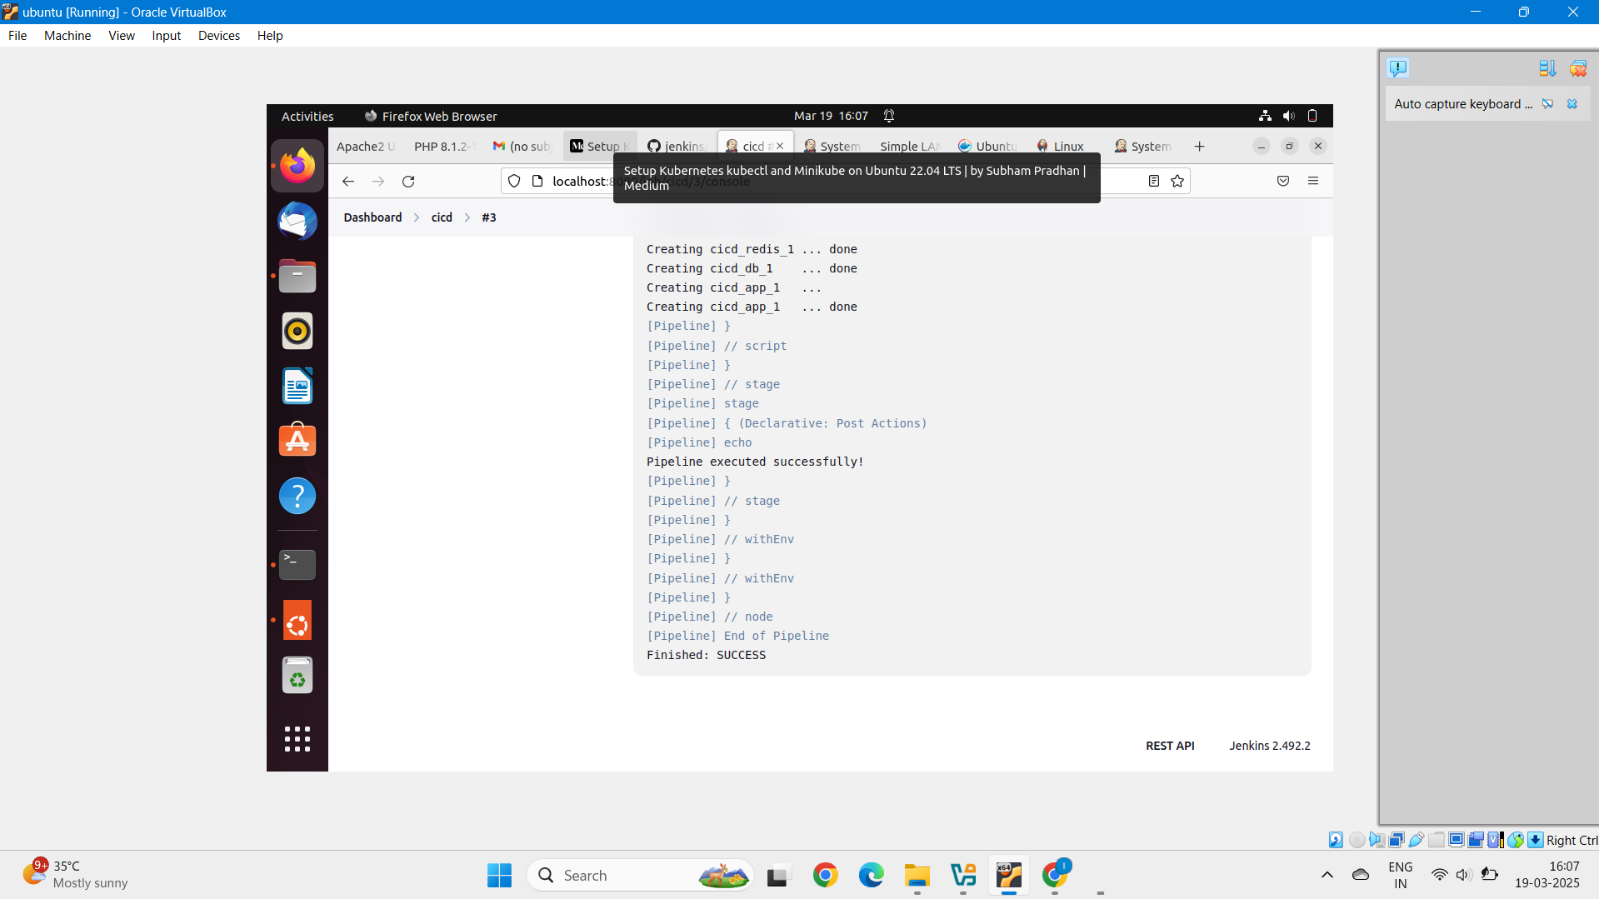 ubuntu [Running] - Oracle VirtualBox
File Machine View Input Devices Help
Auto capture keyboard ...
Activities Firefox Web Browser Mar 19 16:07
Apache2 U PHP 8.1.2- (no sub Setup K jenkins, cicd # System Simple LAM Ubuntu Linux System
localhost:
Setup Kubernetes kubectl and Minikube on Ubuntu 22.04 LTS | by Subham Pradhan |
Medium
Dashboard > cicd > #3
Creating cicd_redis_1 ... done
Creating cicd_db_1 ... done
Creating cicd_app_1 ...
Creating cicd_app_1 ... done
[Pipeline] }
[Pipeline] // script
[Pipeline] }
[Pipeline] // stage
[Pipeline] stage
[Pipeline] { (Declarative: Post Actions)
[Pipeline] echo
Pipeline executed successfully!
[Pipeline] }
[Pipeline] // stage
[Pipeline] }
[Pipeline] // withEnv
[Pipeline] }
[Pipeline] // withEnv
[Pipeline] }
[Pipeline] // node
[Pipeline] End of Pipeline
Finished: SUCCESS
REST API Jenkins 2.492.2
Right Ctrl
9+ 35°C
Mostly sunny
Search
ENG
IN
16:07
19-03-2025